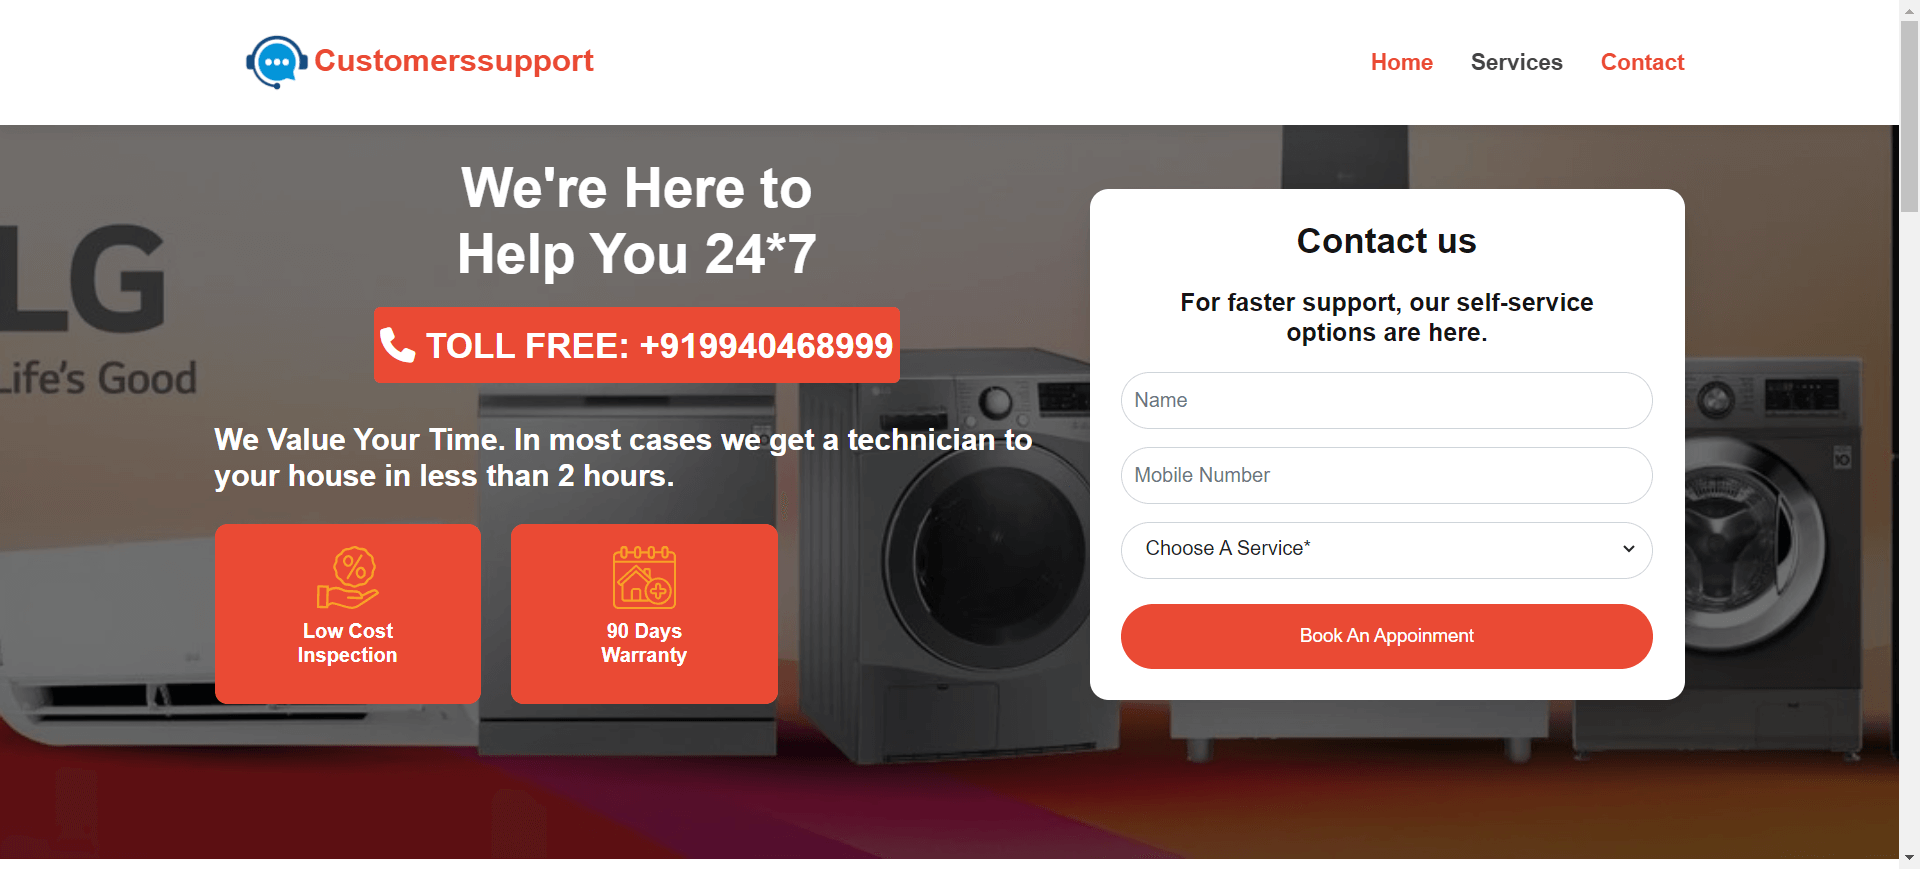 Customerssupport
Home Services Contact
We're Here to
Help You 24*7
TOLL FREE: +919940468999
We Value Your Time. In most cases we get a technician to
your house in less than 2 hours.
Low Cost
Inspection
90 Days
Warranty
Contact us
For faster support, our self-service
options are here.
Name
Mobile Number
Choose A Service*
Book An Appoinment
LG
Life's Good